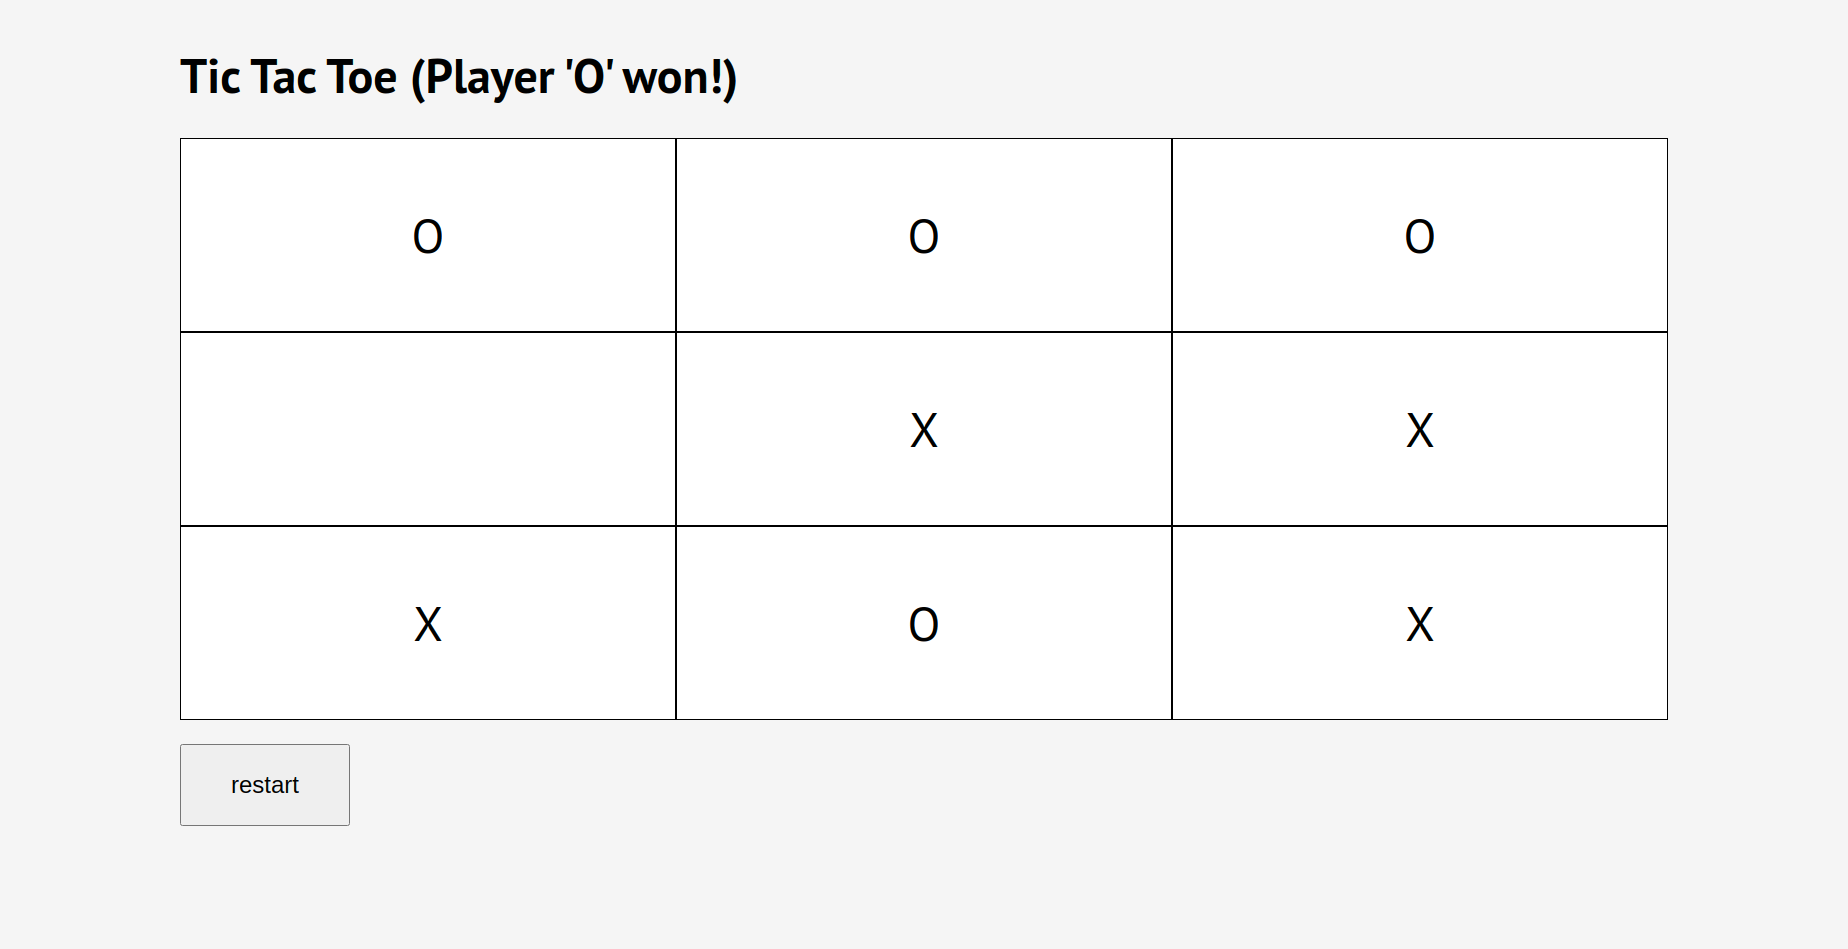 Tic Tac Toe (Player 'O' won!)
O O O
X X
X O X
restart